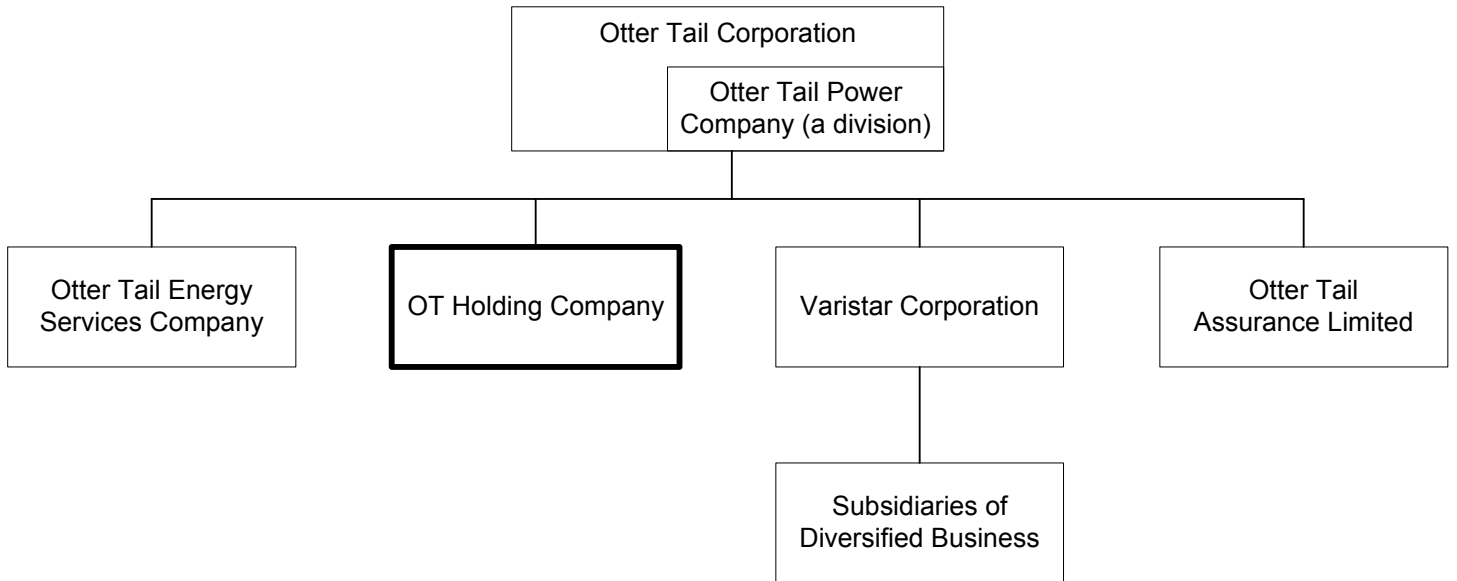 Otter Tail Corporation
Otter Tail Power
Company (a division)
Otter Tail Energy
Services Company
OT Holding Company
Varistar Corporation
Otter Tail
Assurance Limited
Subsidiaries of
Diversified Business